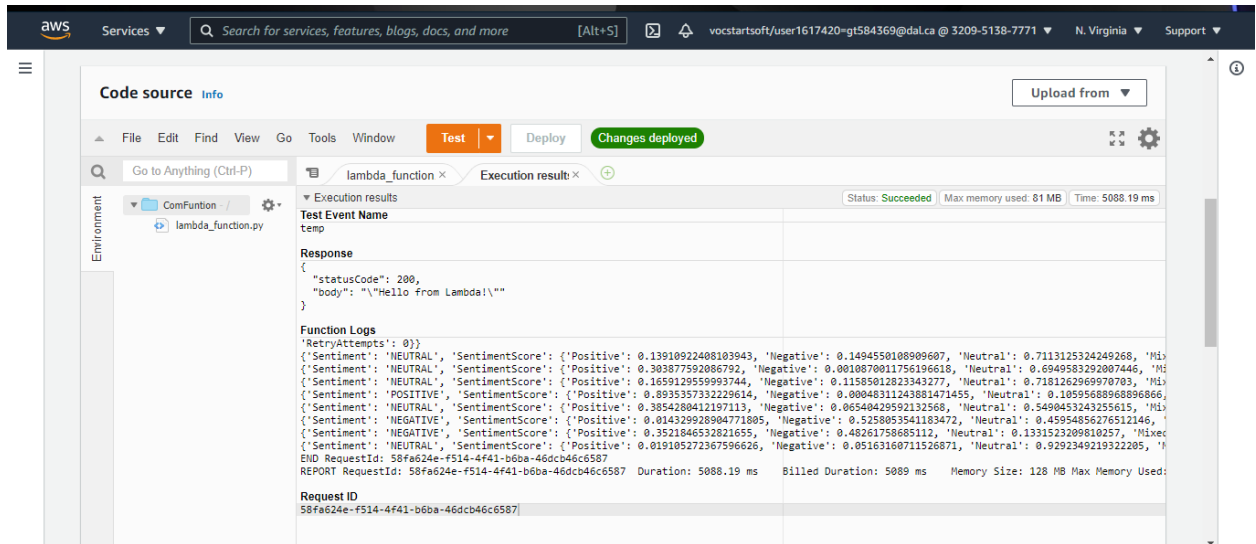 aws
Services ▼
Search for services, features, blogs, docs, and more [Alt+S]
vocstartsoft/user1617420=gt584369@dal.ca @ 3209-5138-7771 ▼
N. Virginia ▼
Support ▼
Code source Info
Upload from ▼
File Edit Find View Go Tools Window
Test
Deploy
Changes deployed
Go to Anything (Ctrl-P)
lambda_function ×
Execution results ×
Environment
ComFuntion - /
lambda_function.py
Execution results
Status: Succeeded
Max memory used: 81 MB
Time: 5088.19 ms
Test Event Name
temp
Response
{
"statusCode": 200,
"body": "\"Hello from Lambda!\""
}
Function Logs
'RetryAttempts': 0}}
{'Sentiment': 'NEUTRAL', 'SentimentScore': {'Positive': 0.13910922408103943, 'Negative': 0.1494550108909607, 'Neutral': 0.7113125324249268, 'Mix
{'Sentiment': 'NEUTRAL', 'SentimentScore': {'Positive': 0.303877592086792, 'Negative': 0.0010870011756196618, 'Neutral': 0.6949583292007446, 'Mi
{'Sentiment': 'NEUTRAL', 'SentimentScore': {'Positive': 0.1659129559993744, 'Negative': 0.11585012823343277, 'Neutral': 0.7181262969970703, 'Mix
{'Sentiment': 'POSITIVE', 'SentimentScore': {'Positive': 0.8935357332229614, 'Negative': 0.00048311243881471455, 'Neutral': 0.10595688968896866,
{'Sentiment': 'NEUTRAL', 'SentimentScore': {'Positive': 0.3854280412197113, 'Negative': 0.06540429592132568, 'Neutral': 0.5490453243255615, 'Mix
{'Sentiment': 'NEGATIVE', 'SentimentScore': {'Positive': 0.014329928904771805, 'Negative': 0.5258053541183472, 'Neutral': 0.45954856276512146, '
{'Sentiment': 'NEGATIVE', 'SentimentScore': {'Positive': 0.3521846532821655, 'Negative': 0.48261758685112, 'Neutral': 0.1331523209810257, 'Mixed
{'Sentiment': 'NEUTRAL', 'SentimentScore': {'Positive': 0.019105272367596626, 'Negative': 0.05163160711526871, 'Neutral': 0.9292349219322205, 'M
END RequestId: 58fa624e-f514-4f41-b6ba-46dcb46c6587
REPORT RequestId: 58fa624e-f514-4f41-b6ba-46dcb46c6587 Duration: 5088.19 ms Billed Duration: 5089 ms Memory Size: 128 MB Max Memory Used:
Request ID
58fa624e-f514-4f41-b6ba-46dcb46c6587